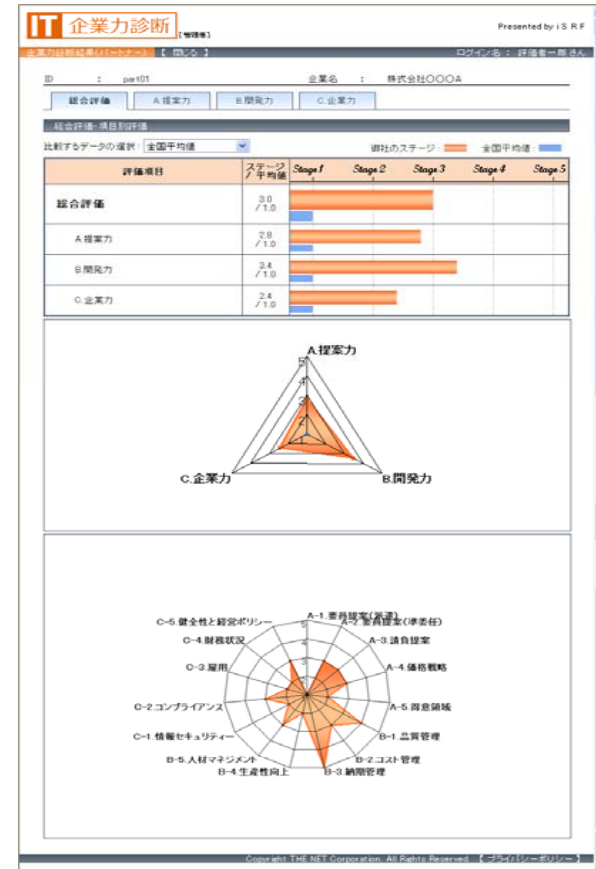 IT 企業力診断 [管理者]
Presented by i S R F
企業力診断結果(パートナー) 【 閉じる 】 ログイン名 : 評価者一郎さん
ID : part01 企業名 : 株式会社〇〇〇A
総合評価 A.提案力 B.開発力 C.企業力
総合評価-項目別評価
比較するデータの選択: 全国平均値 御社のステージ: 全国平均値:
評価項目 ステージ / 平均値 Stage 1 Stage 2 Stage 3 Stage 4 Stage 5
総合評価 3.0 / 1.0
A.提案力 2.8 / 1.0
B.開発力 3.4 / 1.0
C.企業力 2.4 / 1.0
A.提案力
5
4
3
2
1
C.企業力 B.開発力
A-1.要員提案(派遣)
C-5.健全性と経営ポリシー A-2.要員提案(準委任)
5
C-4.財務状況 4 A-3.請負提案
3
C-3.雇用 A-4.価格戦略
C-2.コンプライアンス A-5.得意領域
C-1.情報セキュリティー B-1.品質管理
B-5.人材マネジメント B-2.コスト管理
B-4.生産性向上 B-3.納期管理
Copyright THE NET Corporation. All Rights Reserved. 【 プライバシーポリシー 】